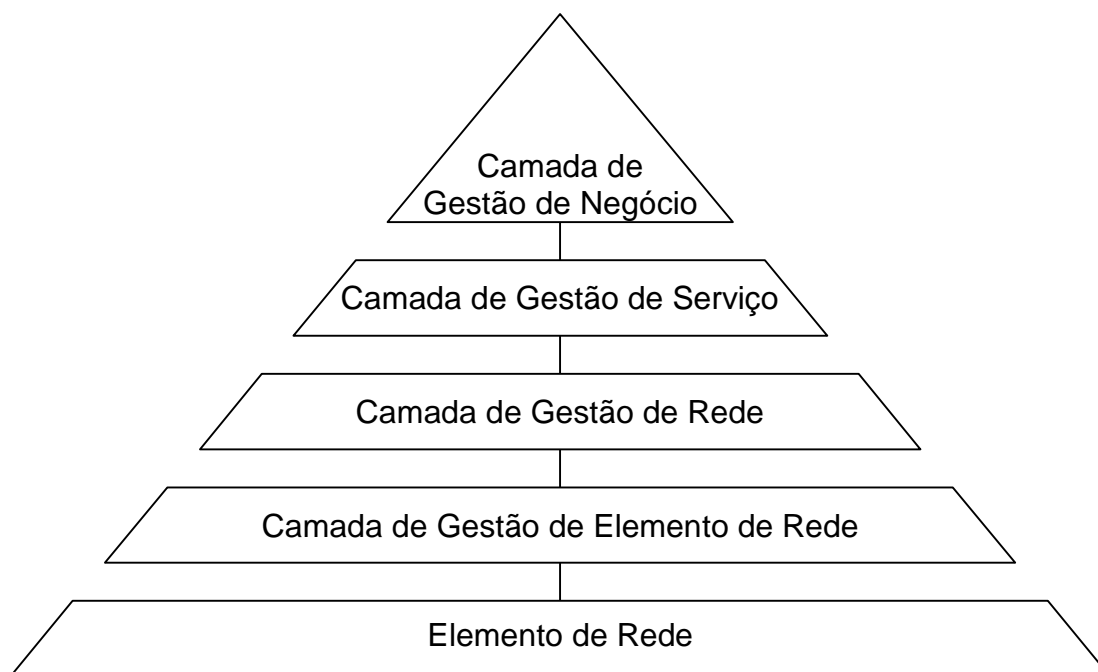 Camada de
Gestão de Negócio
Camada de Gestão de Serviço
Camada de Gestão de Rede
Camada de Gestão de Elemento de Rede
Elemento de Rede